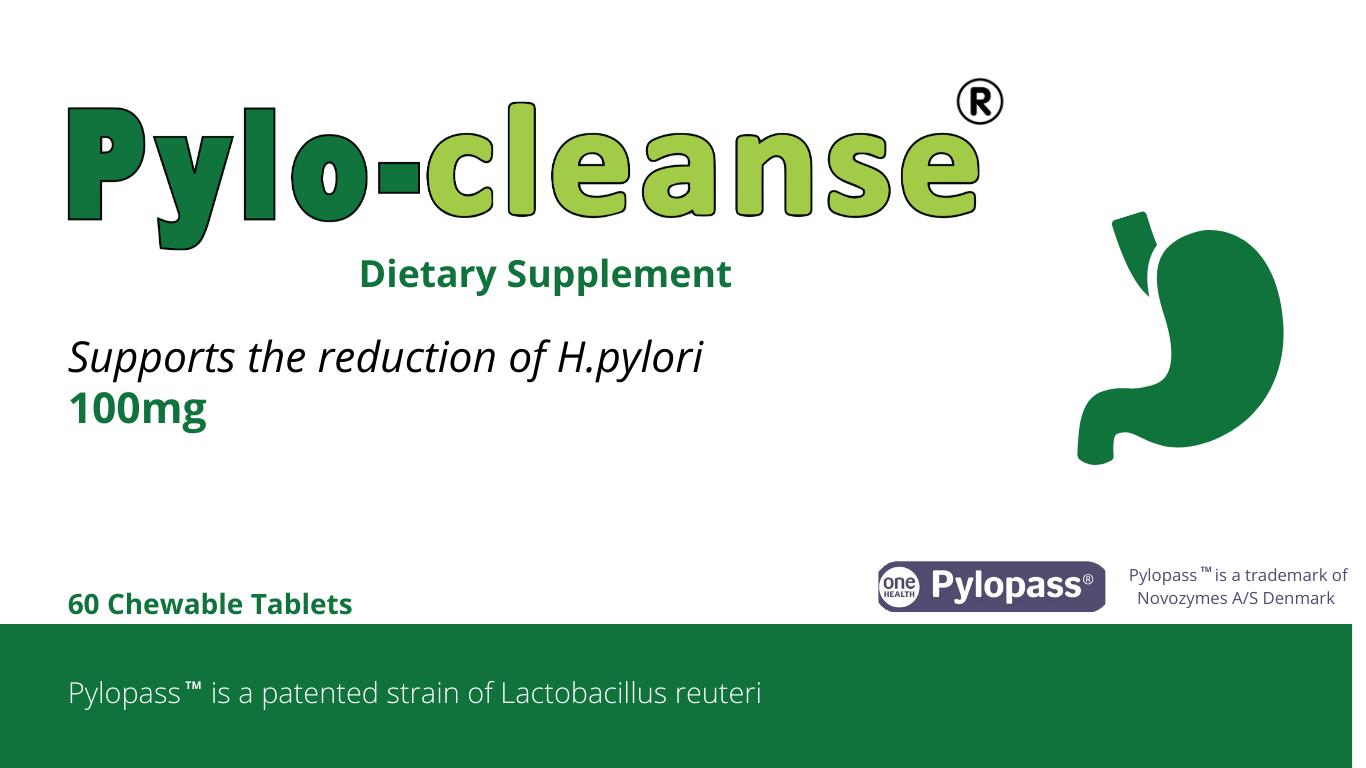 Pylo-cleanse®
Dietary Supplement
Supports the reduction of H.pylori
100mg
60 Chewable Tablets
one
HEALTH
Pylopass®
Pylopass™ is a trademark of
Novozymes A/S Denmark
Pylopass™ is a patented strain of Lactobacillus reuteri